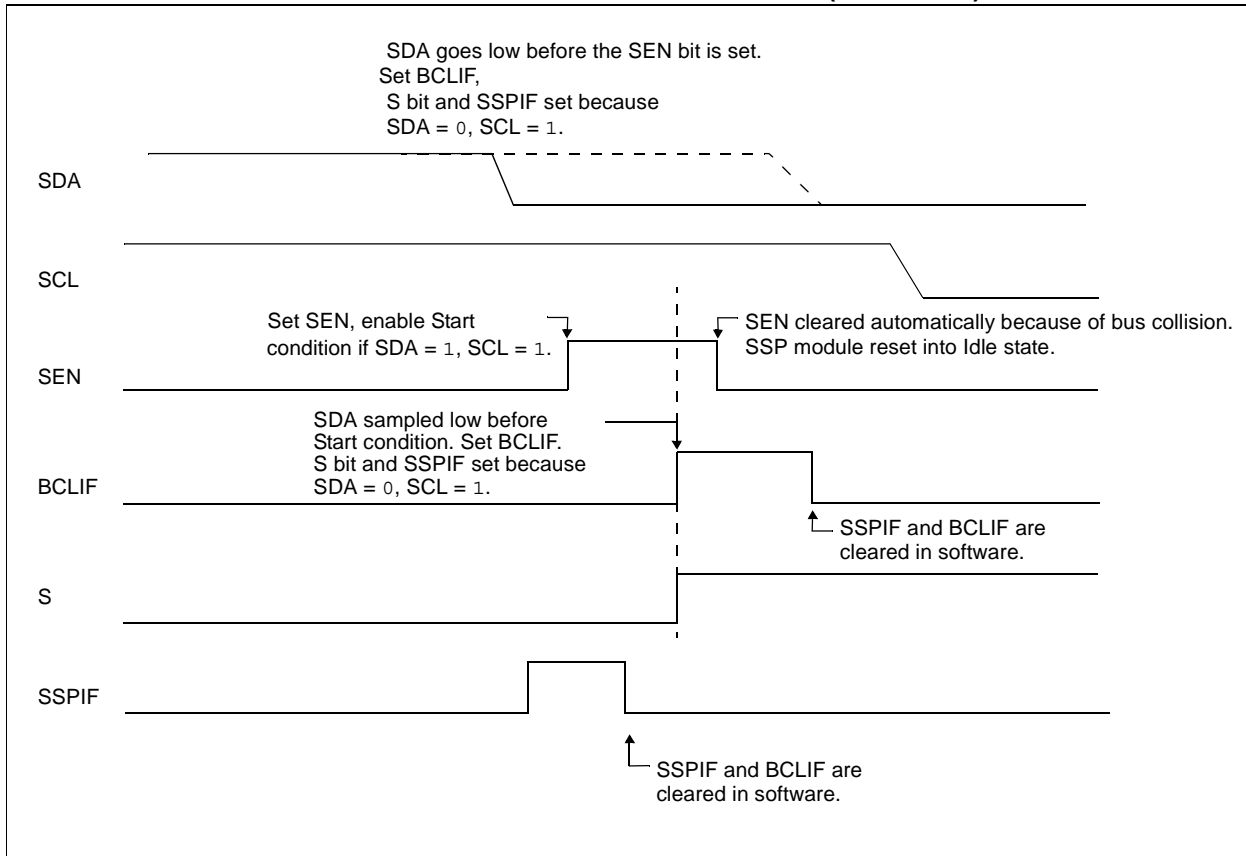 SDA goes low before the SEN bit is set.
Set BCLIF,
S bit and SSPIF set because
SDA = 0, SCL = 1.
SDA
SCL
Set SEN, enable Start
condition if SDA = 1, SCL = 1.
SEN cleared automatically because of bus collision.
SSP module reset into Idle state.
SEN
SDA sampled low before
Start condition. Set BCLIF.
S bit and SSPIF set because
SDA = 0, SCL = 1.
BCLIF
SSPIF and BCLIF are
cleared in software.
S
SSPIF
SSPIF and BCLIF are
cleared in software.